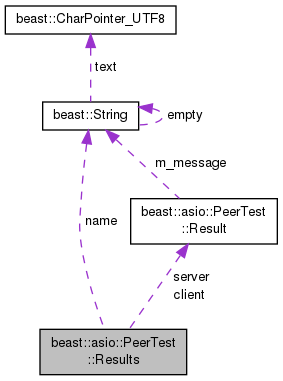 beast::CharPointer_UTF8
text
beast::String
empty
m_message
name
beast::asio::PeerTest
::Result
server
client
beast::asio::PeerTest
::Results